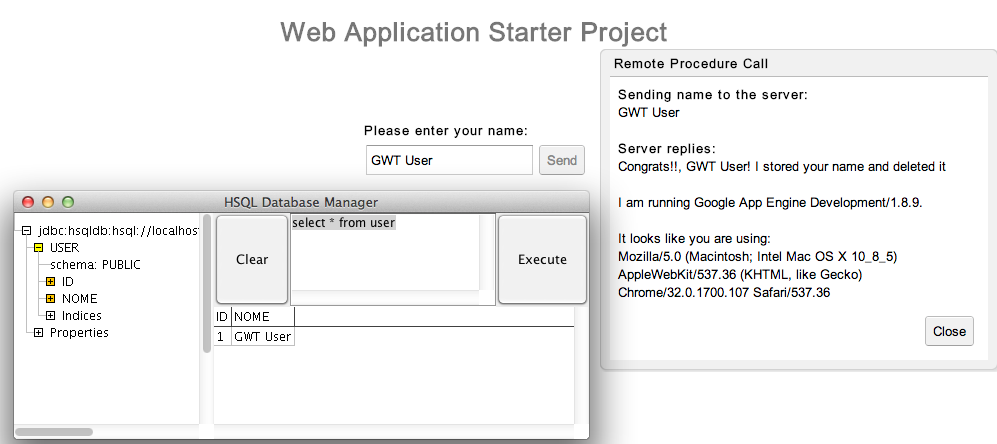 Web Application Starter Project
Please enter your name:
GWT User
Send
Remote Procedure Call
Sending name to the server:
GWT User
Server replies:
Congrats!!, GWT User! I stored your name and deleted it
I am running Google App Engine Development/1.8.9.
It looks like you are using:
Mozilla/5.0 (Macintosh; Intel Mac OS X 10_8_5)
AppleWebKit/537.36 (KHTML, like Gecko)
Chrome/32.0.1700.107 Safari/537.36
Close
HSQL Database Manager
jdbc:hsqldb:hsql://localhos
USER
schema: PUBLIC
ID
NOME
Indices
Properties
Clear
select * from user
Execute
ID NOME
1 GWT User